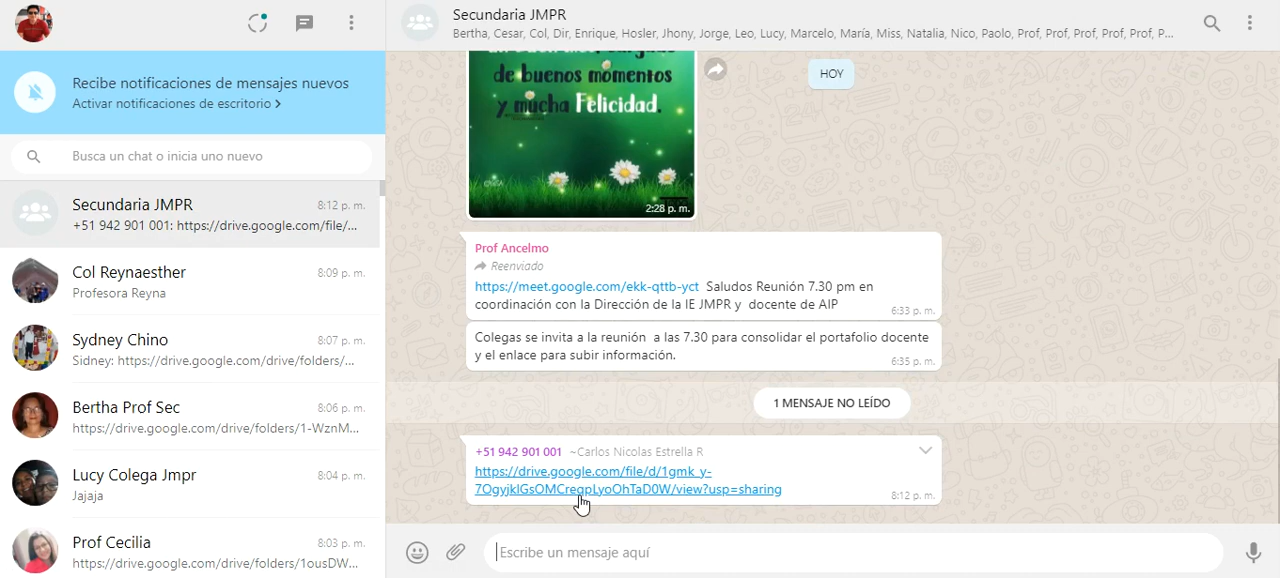 Recibe notificaciones de mensajes nuevos
Activar notificaciones de escritorio >
Busca un chat o inicia uno nuevo
Secundaria JMPR 8:12 p. m.
+51 942 901 001: https://drive.google.com/file/...
Col Reynaesther 8:09 p. m.
Profesora Reyna
Sydney Chino 8:07 p. m.
Sidney: https://drive.google.com/drive/folders/...
Bertha Prof Sec 8:06 p. m.
https://drive.google.com/drive/folders/1-WznM...
Lucy Colega Jmpr 8:04 p. m.
Jajaja
Prof Cecilia 8:03 p. m.
https://drive.google.com/drive/folders/1ousDW...
Secundaria JMPR
Bertha, Cesar, Col, Dir, Enrique, Hosler, Jhony, Jorge, Leo, Lucy, Marcelo, María, Miss, Natalia, Nico, Paolo, Prof, Prof, Prof, Prof, Prof, P...
HOY
de buenos momentos
y mucha Felicidad.
2:28 p. m.
Prof Ancelmo
Reenviado
https://meet.google.com/ekk-qttb-yct Saludos Reunión 7.30 pm en
coordinación con la Dirección de la IE JMPR y docente de AIP
6:33 p. m.
Colegas se invita a la reunión a las 7.30 para consolidar el portafolio docente
y el enlace para subir información.
6:35 p. m.
1 MENSAJE NO LEÍDO
+51 942 901 001 ~Carlos Nicolas Estrella R
https://drive.google.com/file/d/1gmk_y-
7OgyjklGsOMCreqpLyoOhTaD0W/view?usp=sharing
8:12 p. m.
Escribe un mensaje aquí